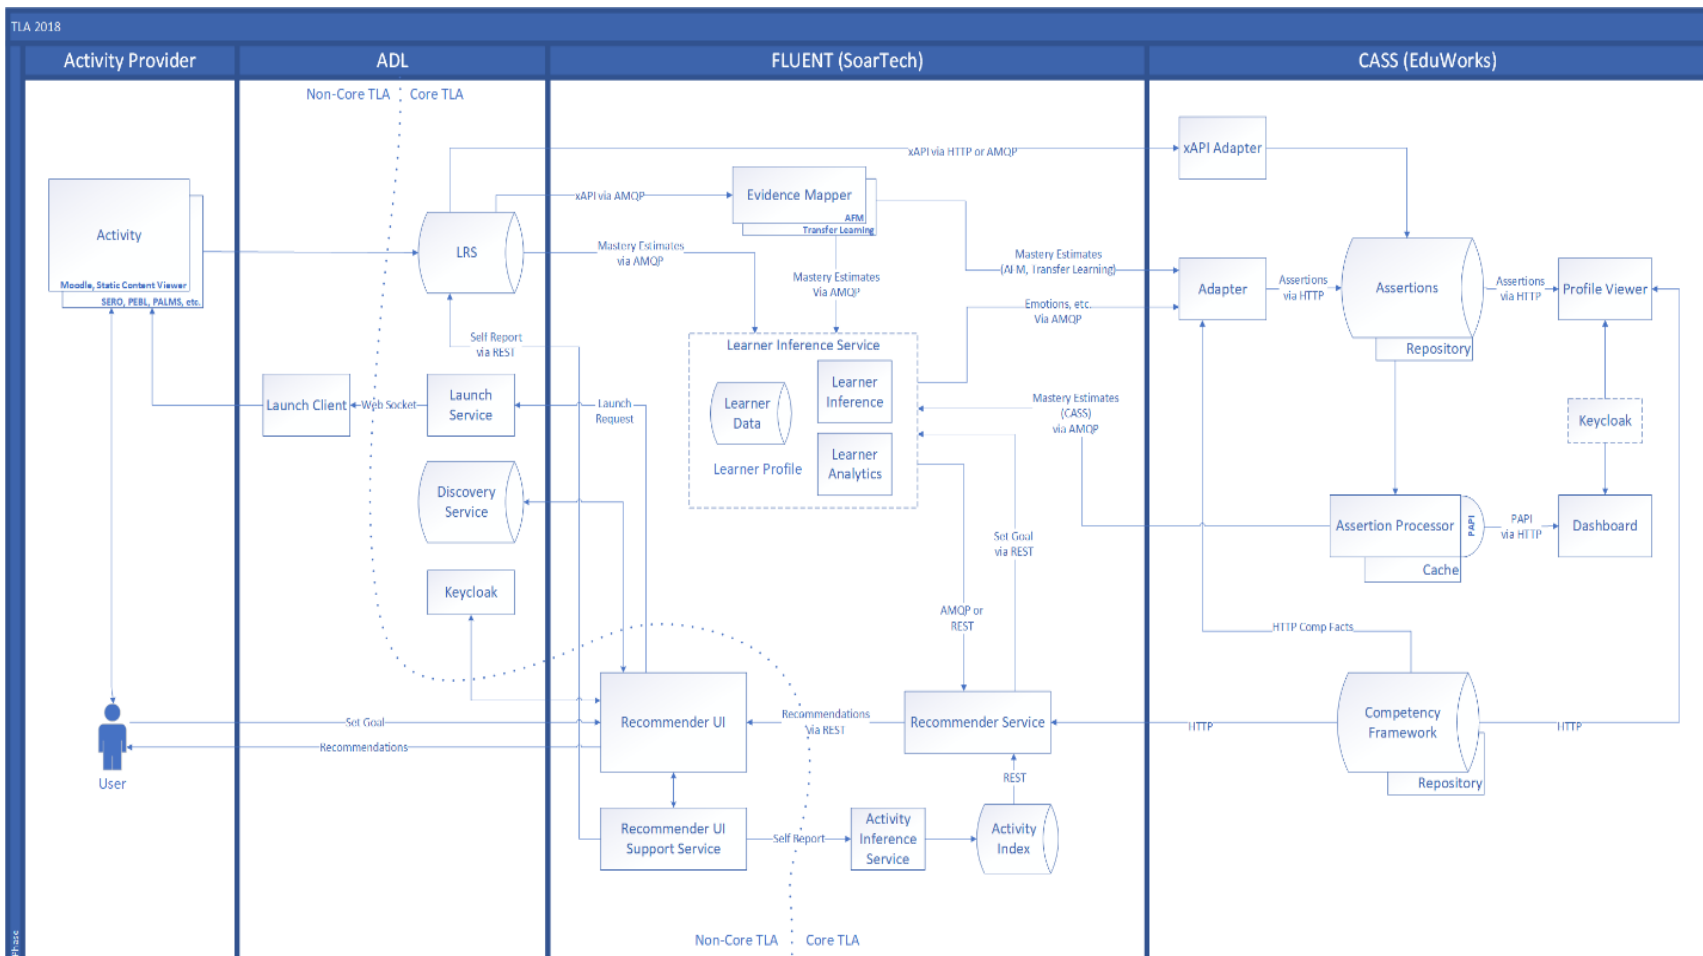 TLA 2018
Activity Provider
ADL
FLUENT (SoarTech)
CASS (EduWorks)
Non-Core TLA
Core TLA
xAPI via HTTP or AMQP
xAPI Adapter
Activity
Moodle, Static Content Viewer
SERO, PEBL, PALMS, etc.
xAPI via AMQP
Evidence Mapper
AFM
Transfer Learning
LRS
Mastery Estimates
via AMQP
Mastery Estimates
Via AMQP
Mastery Estimates
(AFM, Transfer Learning)
Adapter
Assertions
via HTTP
Assertions
Repository
Assertions
via HTTP
Profile Viewer
Emotions, etc.
Via AMQP
Self Report
via REST
Learner Inference Service
Learner
Data
Learner
Inference
Learner
Analytics
Learner Profile
Launch Client
Web Socket
Launch
Service
Launch
Request
Mastery Estimates
(CASS)
via AMQP
Keycloak
Discovery
Service
Set Goal
via REST
Assertion Processor
PAPI
Cache
PAPI
via HTTP
Dashboard
Keycloak
AMQP or
REST
HTTP Comp Facts
User
Set Goal
Recommendations
Recommender UI
Recommendations
via REST
Recommender Service
HTTP
Competency
Framework
Repository
HTTP
REST
Recommender UI
Support Service
Self Report
Activity
Inference
Service
Activity
Index
Non-Core TLA
Core TLA
Phase